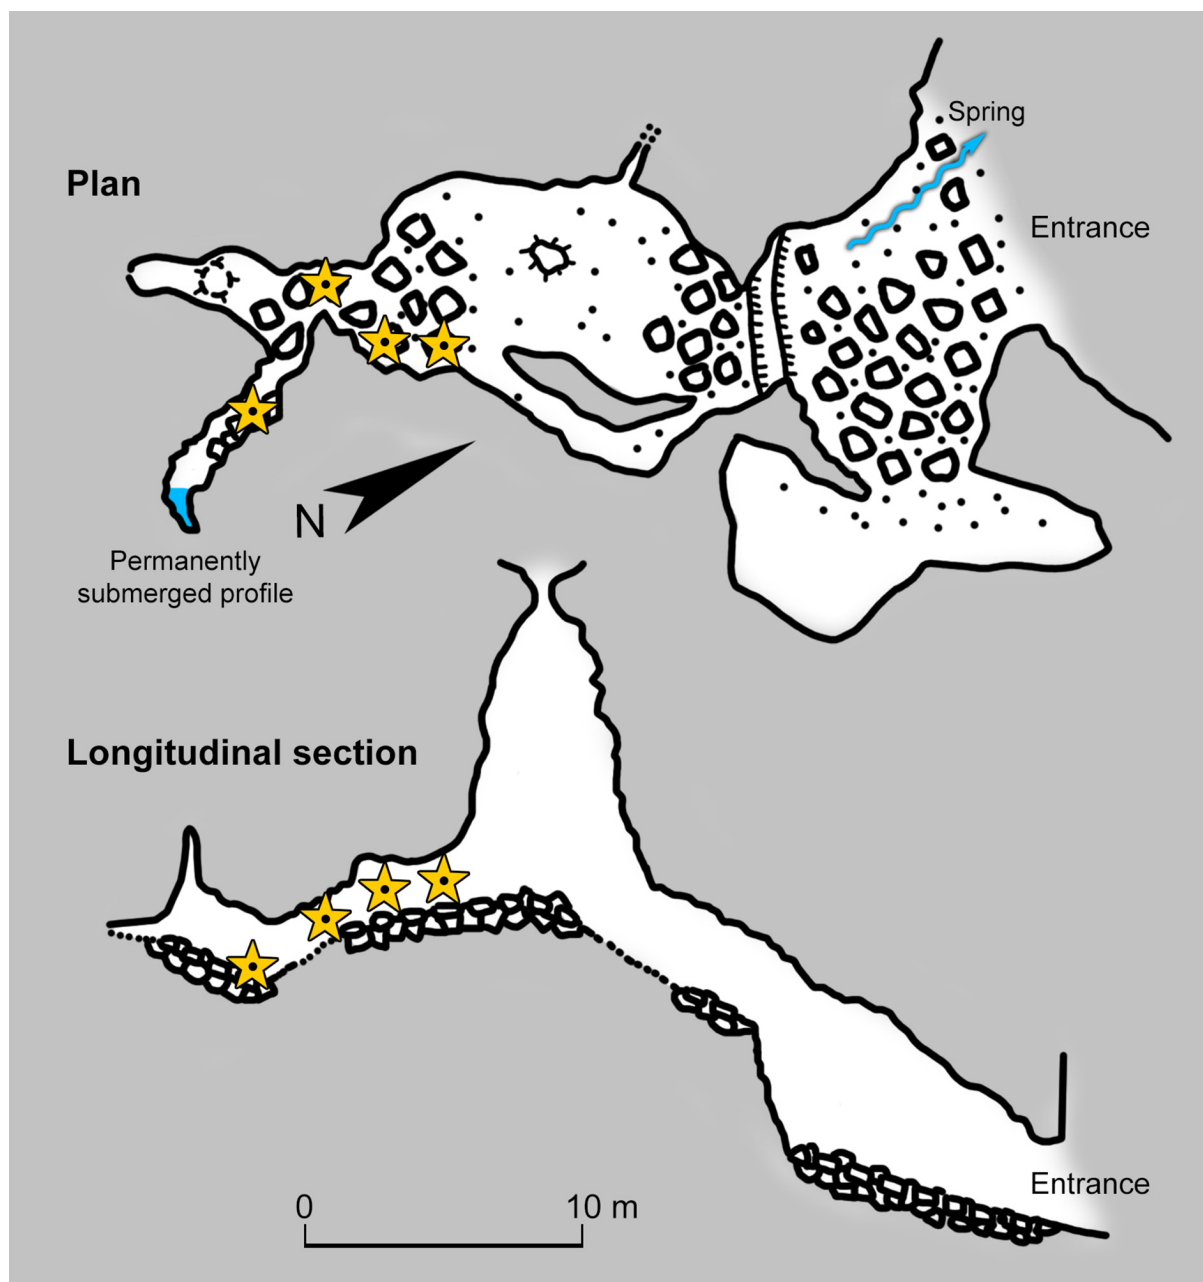 Spring
Plan
Entrance
N
Permanently
submerged profile
Longitudinal section
Entrance
0 10 m